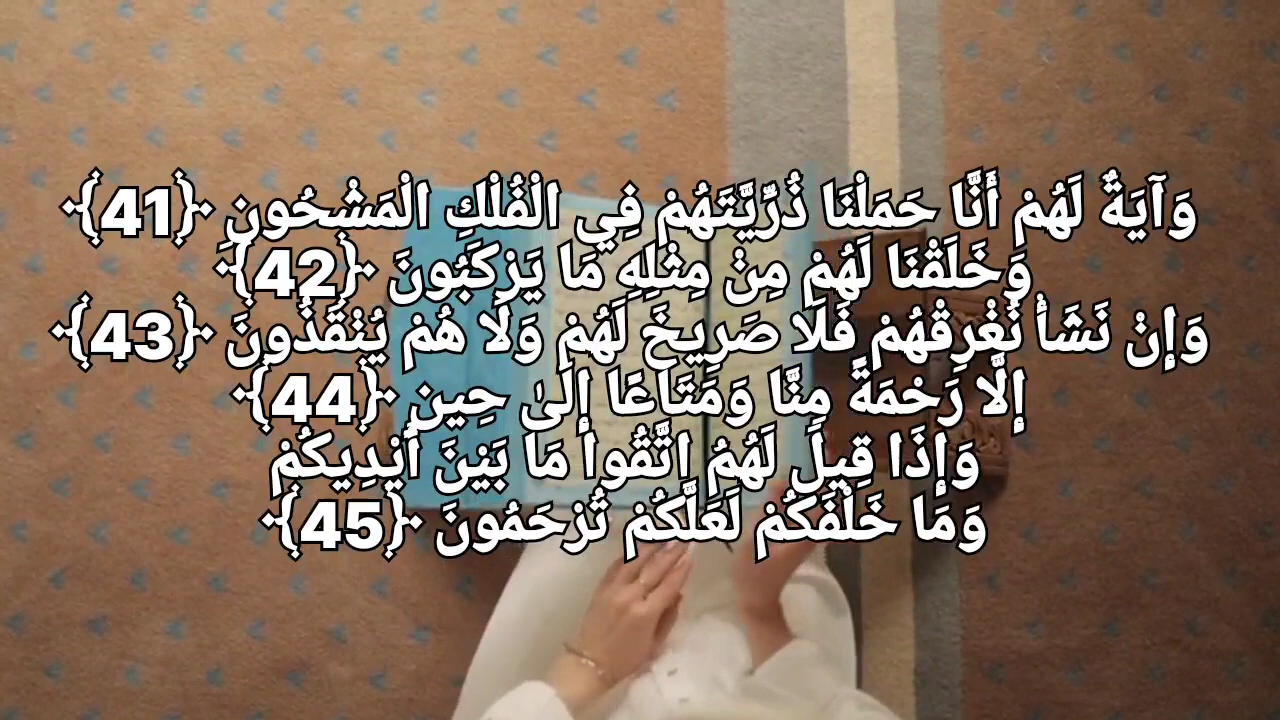 وَآيَةٌ لَهُمْ أَنَّا حَمَلْنَا ذُرِّيَّتَهُمْ فِي الْفُلْكِ الْمَشْحُونِ ﴿41﴾
وَخَلَقْنَا لَهُمْ مِنْ مِثْلِهِ مَا يَرْكَبُونَ ﴿42﴾
وَإِنْ نَشَأْ نُغْرِقْهُمْ فَلَا صَرِيخَ لَهُمْ وَلَا هُمْ يُنْقَذُونَ ﴿43﴾
إِلَّا رَحْمَةً مِنَّا وَمَتَاعًا إِلَىٰ حِينٍ ﴿44﴾
وَإِذَا قِيلَ لَهُمُ اتَّقُوا مَا بَيْنَ أَيْدِيكُمْ
وَمَا خَلْفَكُمْ لَعَلَّكُمْ تُرْحَمُونَ ﴿45﴾